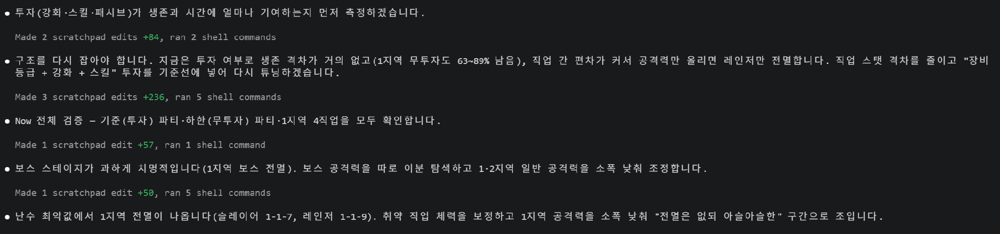 ● 투자(강화·스킬·패시브)가 생존과 시간에 얼마나 기여하는지 먼저 측정하겠습니다.
Made 2 scratchpad edits +84, ran 2 shell commands
● 구조를 다시 잡아야 합니다. 지금은 투자 여부로 생존 격차가 거의 없고(1지역 무투자도 63~89% 남음), 직업 간 편차가 커서 공격력만 올리면 레인저만 전멸합니다. 직업 스탯 격차를 줄이고 "장비
등급 + 강화 + 스킬" 투자를 기준선에 넣어 다시 튜닝하겠습니다.
Made 3 scratchpad edits +236, ran 5 shell commands
● Now 전체 검증 — 기준(투자) 파티·하한(무투자) 파티·1지역 4직업을 모두 확인합니다.
Made 1 scratchpad edit +57, ran 1 shell command
● 보스 스테이지가 과하게 치명적입니다(1지역 보스 전멸). 보스 공격력을 따로 이분 탐색하고 1·2지역 일반 공격력을 소폭 낮춰 조정합니다.
Made 1 scratchpad edit +50, ran 5 shell commands
● 난수 최악값에서 1지역 전멸이 나옵니다(슬레이어 1-1-7, 레인저 1-1-9). 취약 직업 체력을 보정하고 1지역 공격력을 소폭 낮춰 "전멸은 없되 아슬아슬한" 구간으로 조입니다.